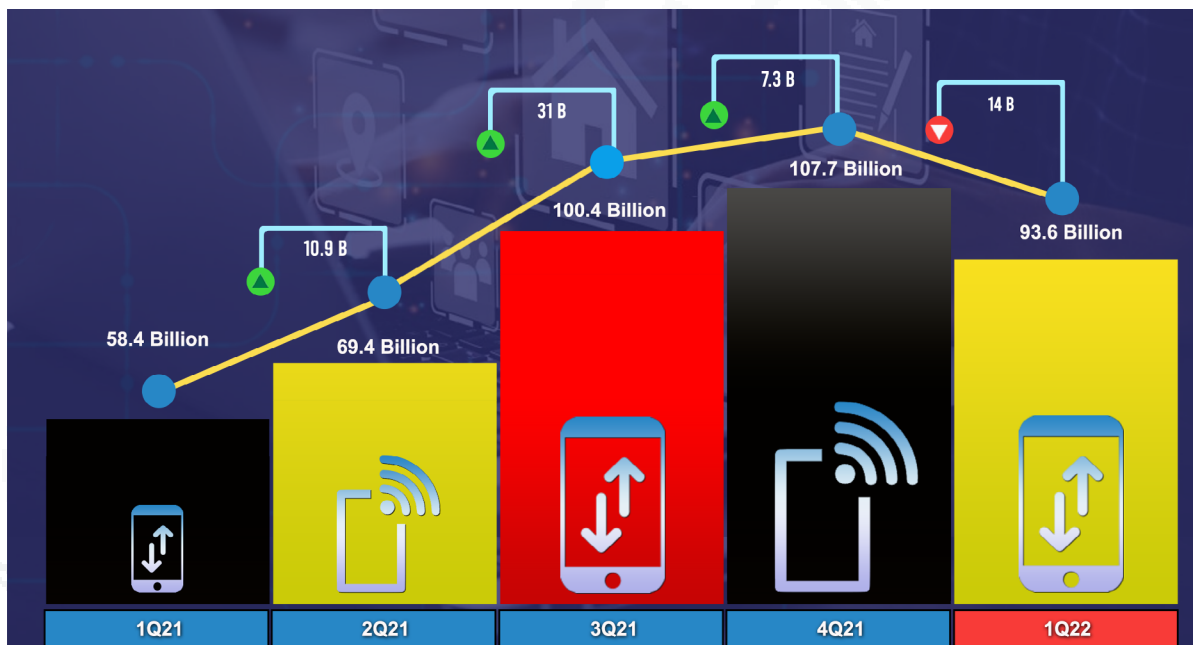 7.3 B
31 B
14 B
107.7 Billion
100.4 Billion
93.6 Billion
10.9 B
58.4 Billion
69.4 Billion
1Q21
2Q21
3Q21
4Q21
1Q22